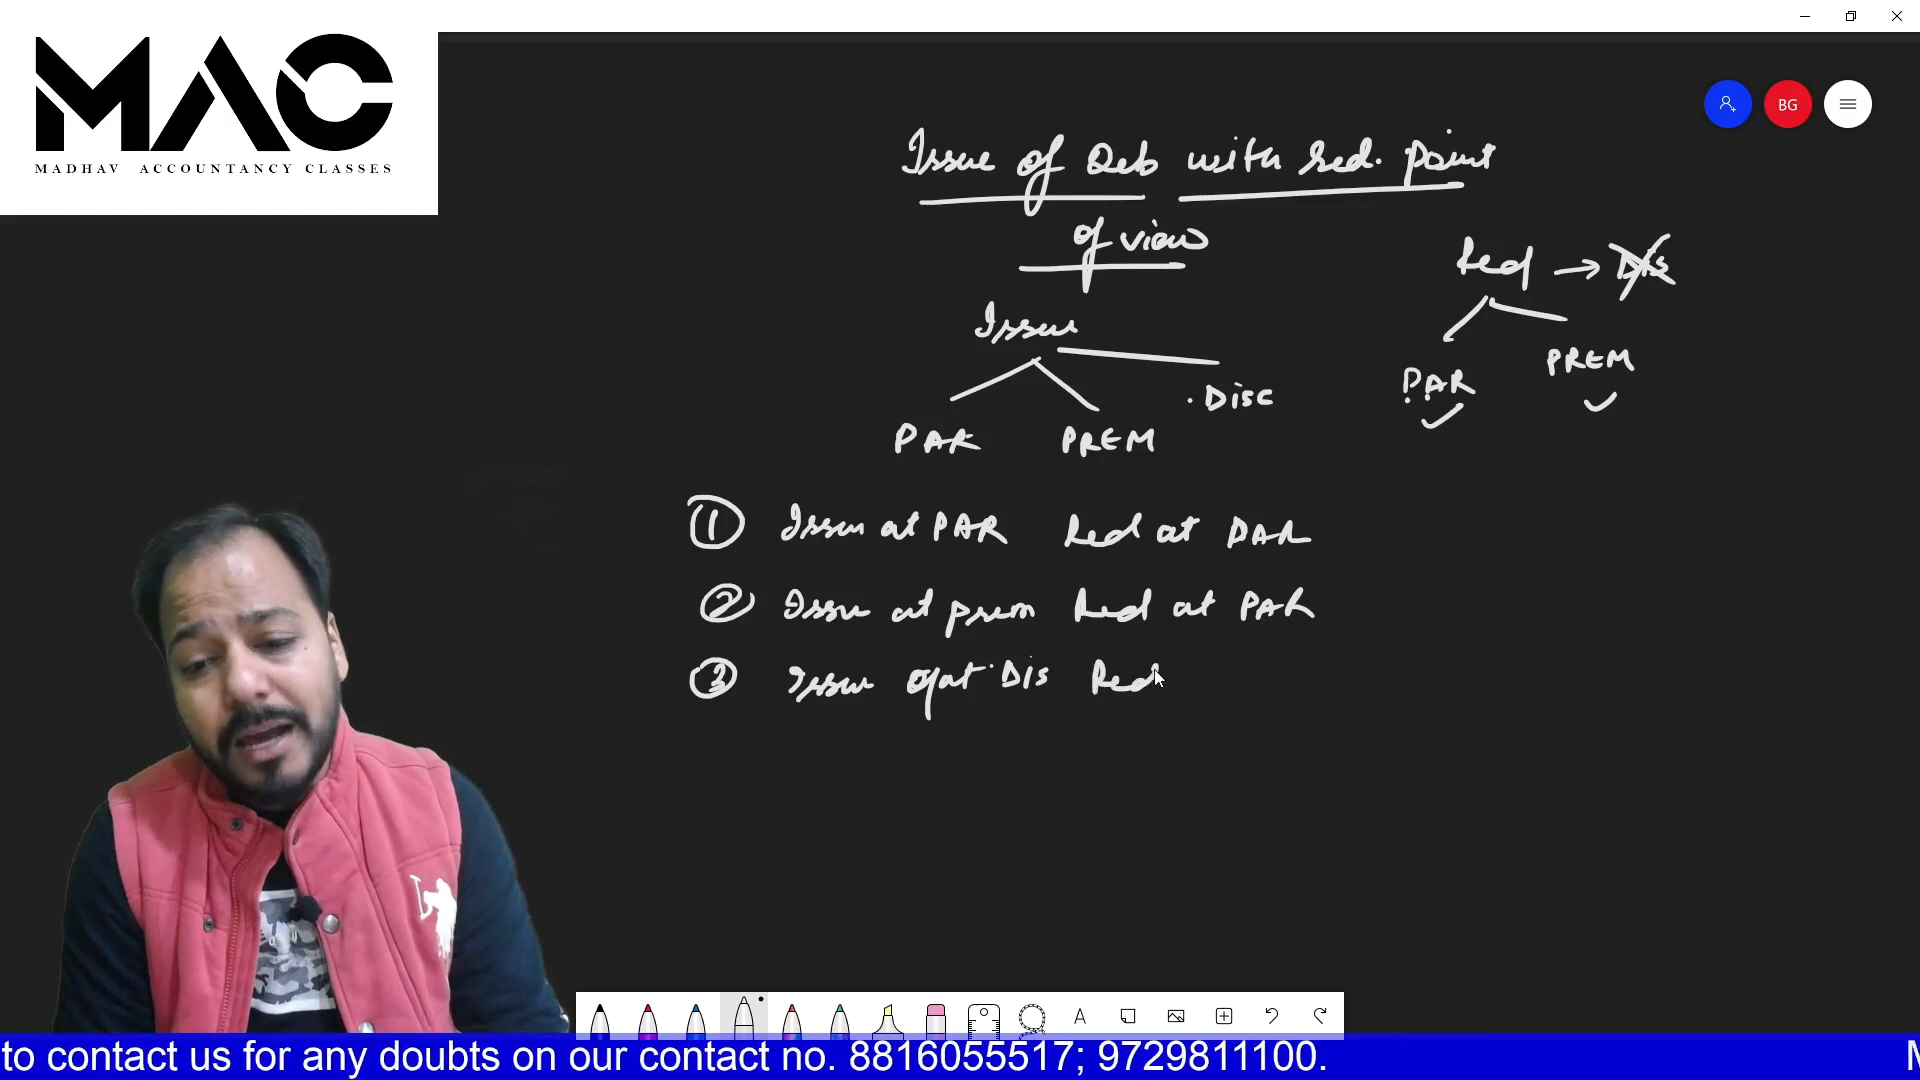 MAC
MADHAV ACCOUNTANCY CLASSES
BG
Issue of Deb with red. point
of view
Issue
PAR PREM Disc
Red → Dis
PAR PREM
① Issue at PAR Red at PAR
② Issue at prem Red at PAR
③ Issue at Dis Red
A
to contact us for any doubts on our contact no. 8816055517; 9729811100.
M